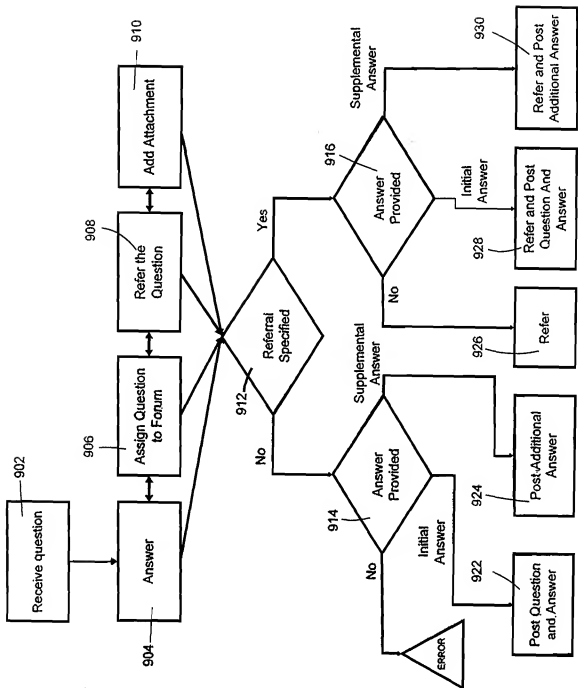 902
Receive question
904
Answer
906
Assign Question
to Forum
908
Refer the
Question
910
Add Attachment
912
Referral
Specified
No
Yes
914
Answer
Provided
No
Initial
Answer
Supplemental
Answer
916
Answer
Provided
No
Initial
Answer
Supplemental
Answer
ERROR
922
Post Question
and Answer
924
Post Additional
Answer
926
Refer
928
Refer and Post
Question And
Answer
930
Refer and Post
Additional Answer